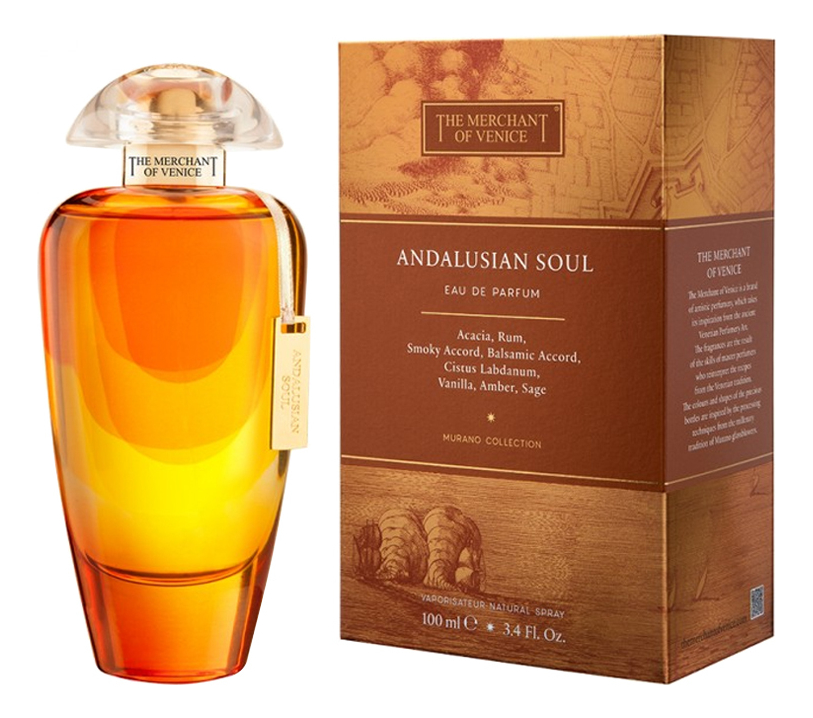 THE MERCHANT
OF VENICE
ANDALUSIAN
SOUL
THE MERCHANT
OF VENICE
®
ANDALUSIAN SOUL
EAU DE PARFUM
Acacia, Rum,
Smoky Accord, Balsamic Accord,
Cistus Labdanum,
Vanilla, Amber, Sage
MURANO COLLECTION
VAPORISATEUR NATURAL SPRAY
100 ml ℮ * 3.4 Fl. Oz.
THE MERCHANT
OF VENICE
The Merchant of Venice is a brand
of artistic perfumery, which takes
its inspiration from the ancient
Venetian Perfumery Art.
The fragrances are the result
of the skills of master perfumers
who reinterpret the recipes
from the Venetian tradition.
The colours and shapes of the precious
bottles are inspired by the processing
techniques from the millenary
tradition of Murano glassblowers.
themerchantofvenice.com